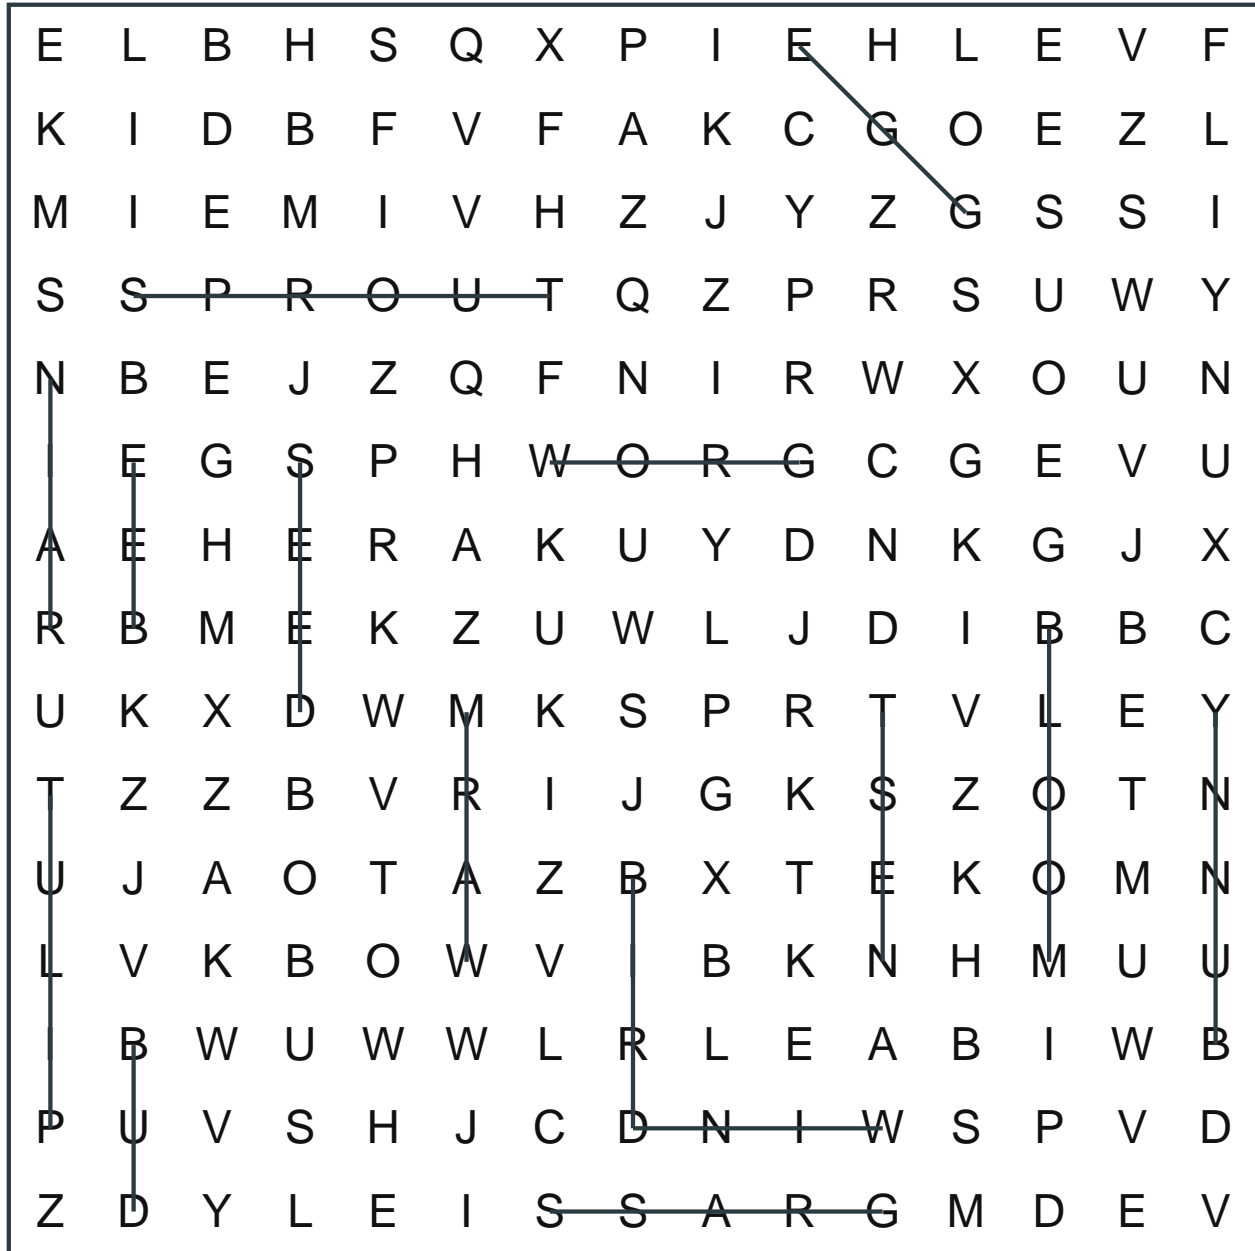 E L B H S Q X P I E H L E V F
K I D B F V F A K C G O E Z L
M I E M I V H Z J Y Z G S S I
S S P R O U T Q Z P R S U W Y
N B E J Z Q F N I R W X O U N
I E G S P H W O R G C G E V U
A E H E R A K U Y D N K G J X
R B M E K Z U W L J D I B B C
U K X D W M K S P R T V L E Y
T Z Z B V R I J G K S Z O T N
U J A O T A Z B X T E K O M N
L V K B O W V I B K N H M U U
I B W U W W L R L E A B I W B
P U V S H J C D N I W S P V D
Z D Y L E I S S A R G M D E V